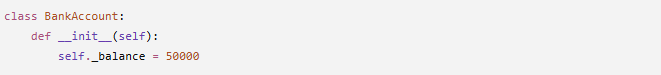 class BankAccount:
    def __init__(self):
        self._balance = 50000